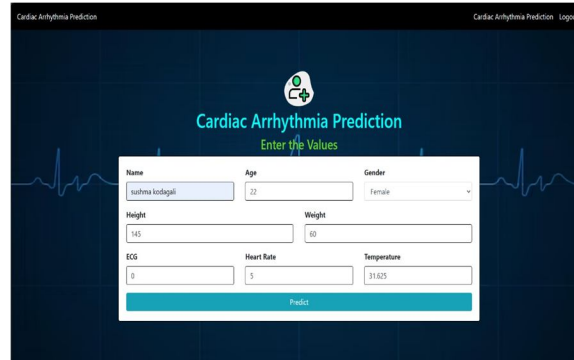 Cardiac Arrhythmia Prediction Cardiac Arrhythmia Prediction
Cardiac Arrhythmia Prediction
Enter the Values
Name Age Gender
sushma kodagali 22 Female
Height Weight
145 60
ECG Heart Rate Temperature
0 5 31.625
Predict